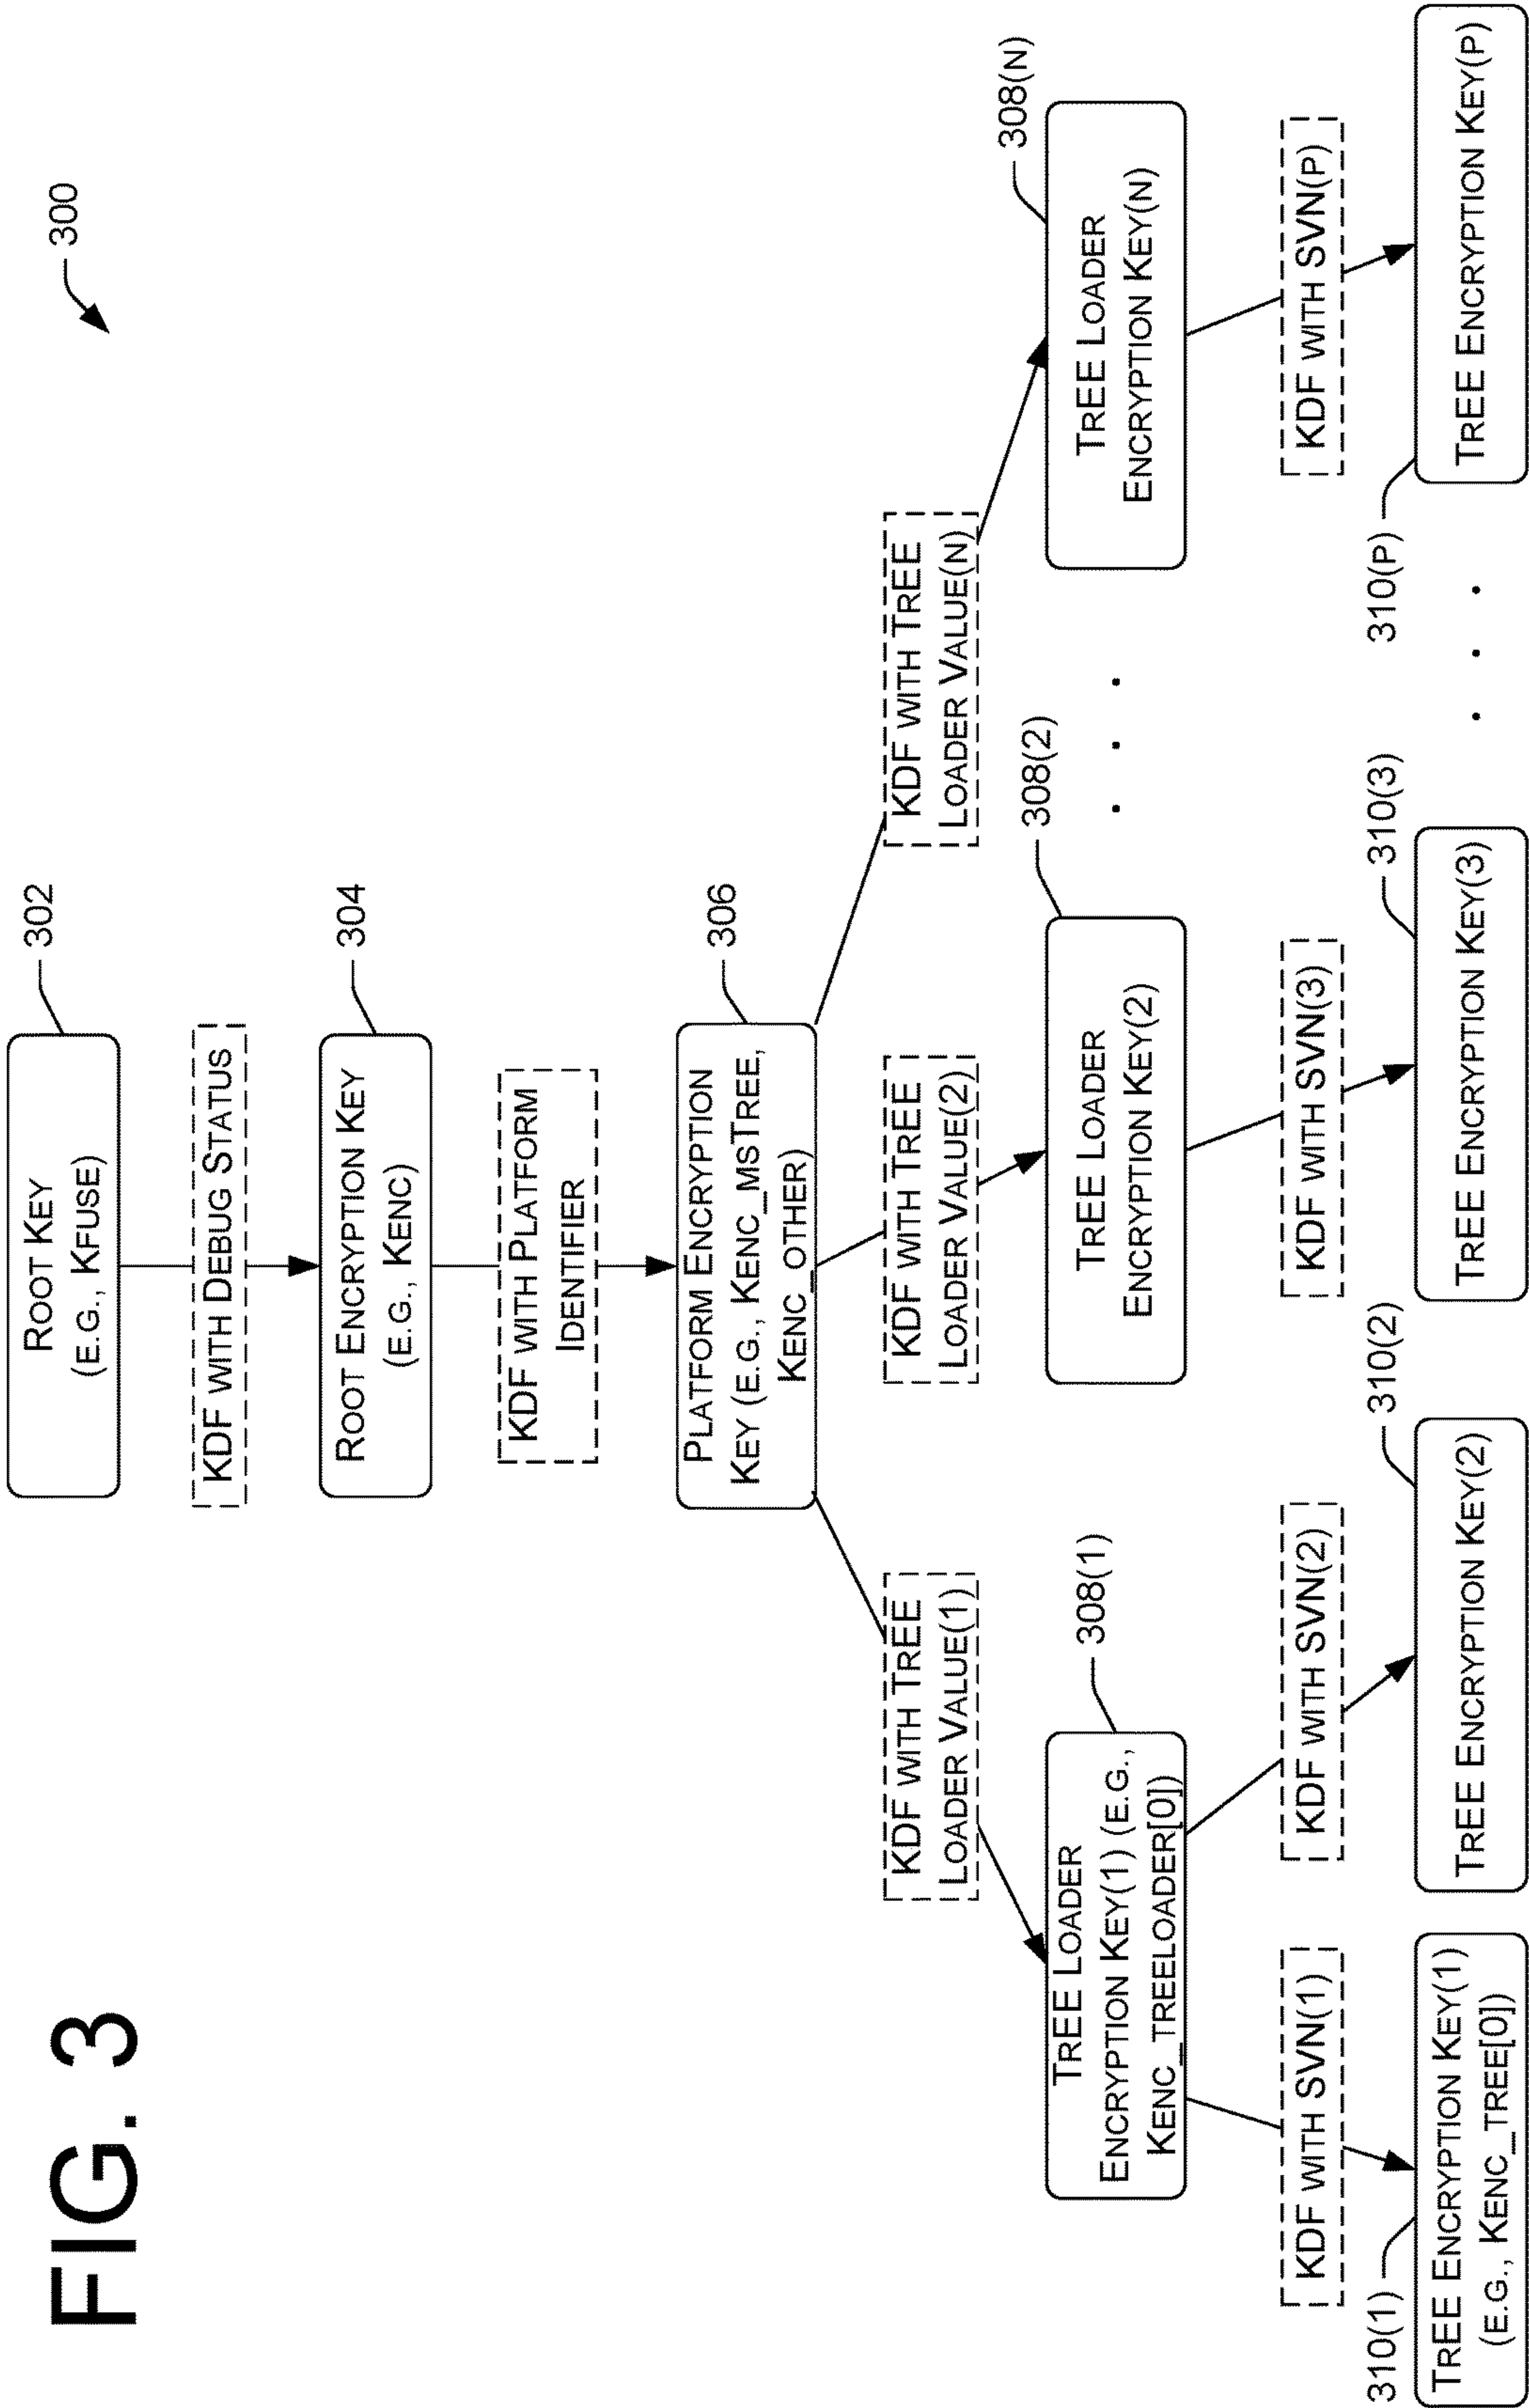 FIG. 3
300
302
ROOT KEY
(E.G., KFUSE)
KDF WITH DEBUG STATUS
304
ROOT ENCRYPTION KEY
(E.G., KENC)
KDF WITH PLATFORM
IDENTIFIER
306
PLATFORM ENCRYPTION
KEY (E.G., KENC_MSTREE,
KENC_OTHER)
KDF WITH TREE
LOADER VALUE(1)
KDF WITH TREE
LOADER VALUE(2)
KDF WITH TREE
LOADER VALUE(N)
308(1)
TREE LOADER
ENCRYPTION KEY(1) (E.G.,
KENC_TREELOADER[0])
308(2)
TREE LOADER
ENCRYPTION KEY(2)
. . .
308(N)
TREE LOADER
ENCRYPTION KEY(N)
KDF WITH SVN(1)
KDF WITH SVN(2)
KDF WITH SVN(3)
KDF WITH SVN(P)
310(1)
TREE ENCRYPTION KEY(1)
(E.G., KENC_TREE[0])
310(2)
TREE ENCRYPTION KEY(2)
310(3)
TREE ENCRYPTION KEY(3)
. . .
310(P)
TREE ENCRYPTION KEY(P)